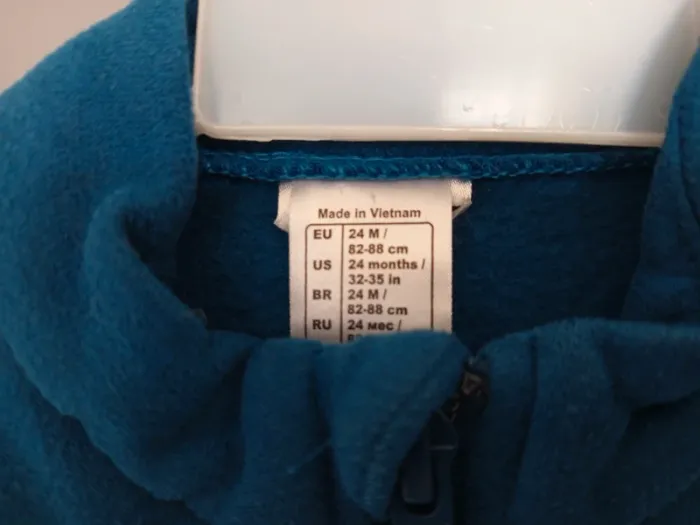 Made in Vietnam
EU 24 M /
82-88 cm
US 24 months /
32-35 in
BR 24 M /
82-88 cm
RU 24 мес /